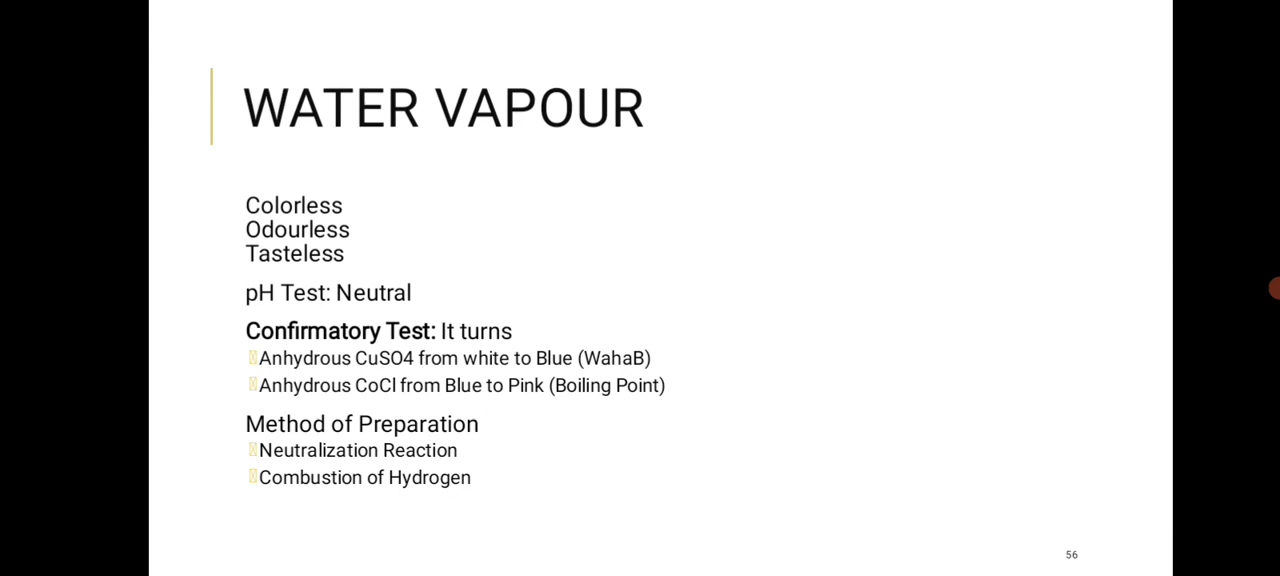 WATER VAPOUR
Colorless
Odourless
Tasteless
pH Test: Neutral
Confirmatory Test: It turns
Anhydrous CuSO4 from white to Blue (WahaB)
Anhydrous CoCl from Blue to Pink (Boiling Point)
Method of Preparation
Neutralization Reaction
Combustion of Hydrogen
56